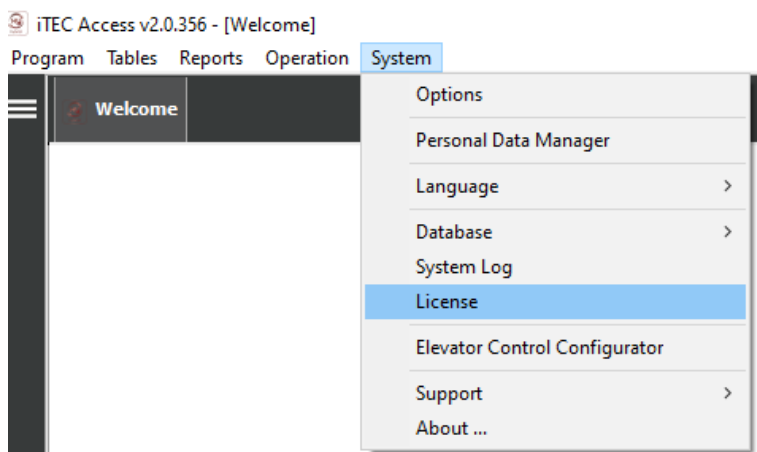 iTEC Access v2.0.356 - [Welcome]
Program Tables Reports Operation System
Welcome
Options
Personal Data Manager
Language
Database
System Log
License
Elevator Control Configurator
Support
About ...